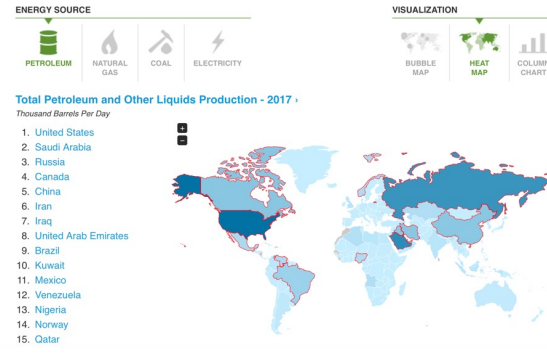 ENERGY SOURCE
VISUALIZATION
PETROLEUM
NATURAL GAS
COAL
ELECTRICITY
BUBBLE MAP
HEAT MAP
COLUMN CHART
Total Petroleum and Other Liquids Production - 2017 ›
Thousand Barrels Per Day
+
−
1. United States
2. Saudi Arabia
3. Russia
4. Canada
5. China
6. Iran
7. Iraq
8. United Arab Emirates
9. Brazil
10. Kuwait
11. Mexico
12. Venezuela
13. Nigeria
14. Norway
15. Qatar